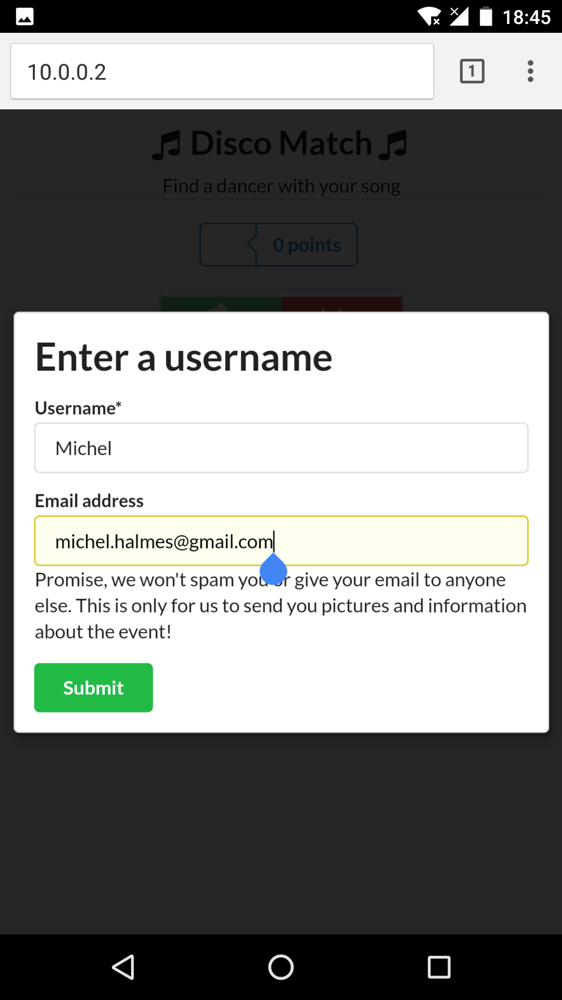 18:45
10.0.0.2
1
Disco Match
Find a dancer with your song
0 points
Enter a username
Username*
Michel
Email address
michel.halmes@gmail.com
Promise, we won't spam you or give your email to anyone
else. This is only for us to send you pictures and information
about the event!
Submit